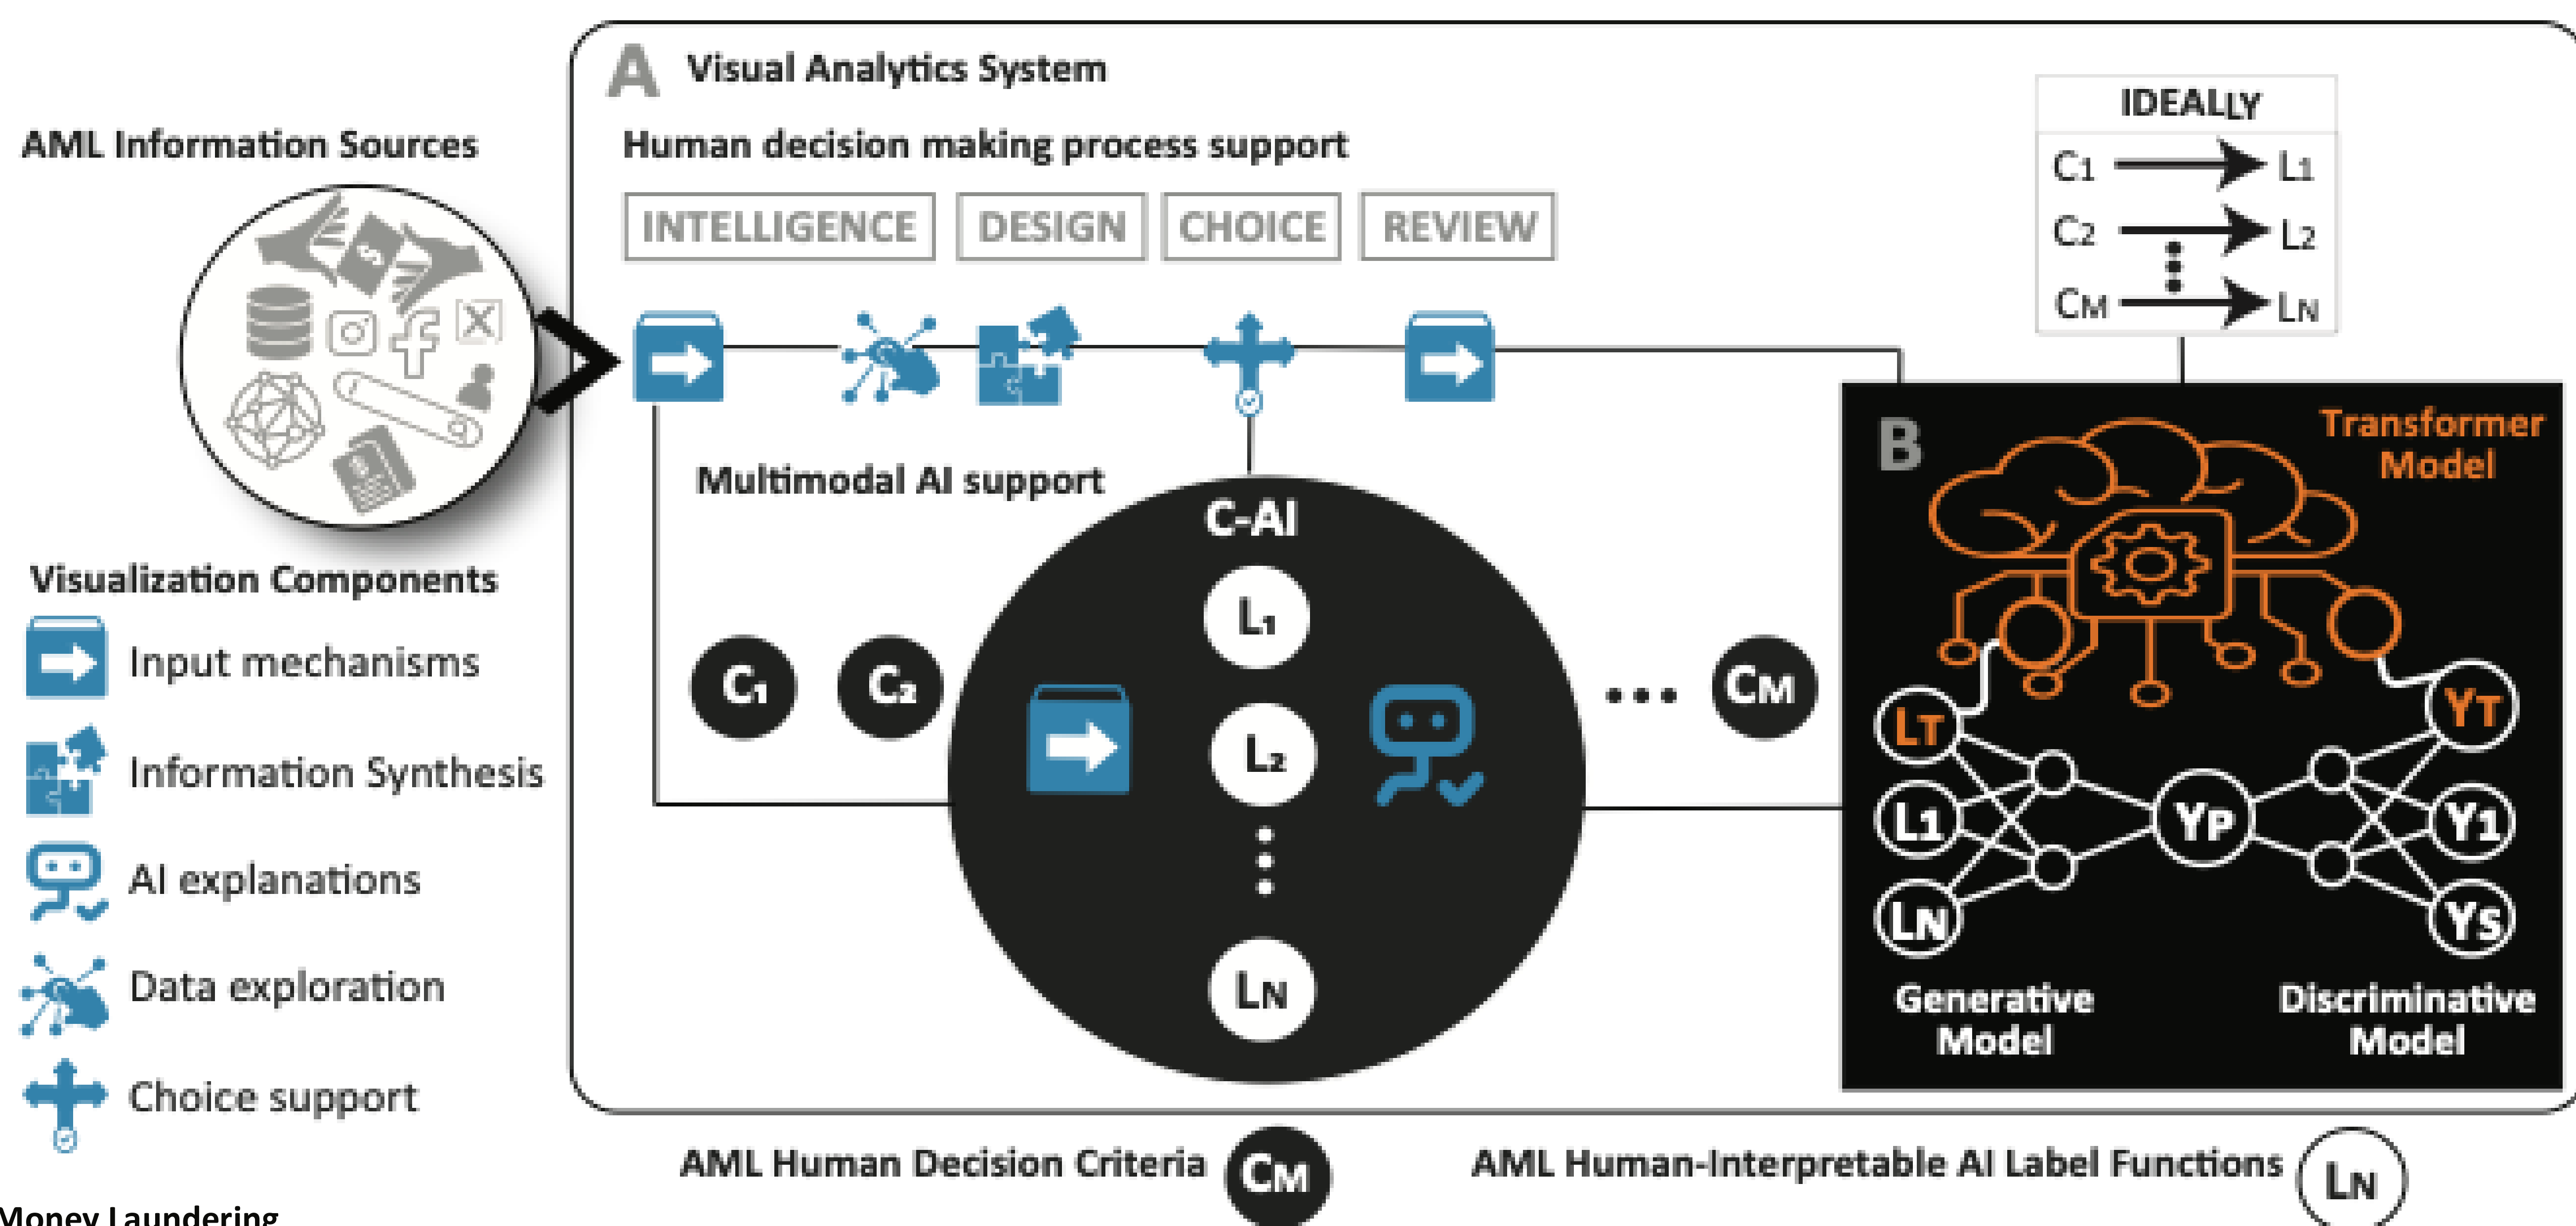 A Visual Analytics System
AML Information Sources
Human decision making process support
INTELLIGENCE DESIGN CHOICE REVIEW
IDEALLY
C1 L1
C2 L2
CM LN
Multimodal AI support
C-AI
L1
L2
LN
C1 C2 ... CM
Visualization Components
Input mechanisms
Information Synthesis
AI explanations
Data exploration
Choice support
B
Transformer
Model
LT
L1
LN
YP
YT
Y1
YS
Generative
Model
Discriminative
Model
AML Human Decision Criteria CM
AML Human-Interpretable AI Label Functions LN
Money Laundering